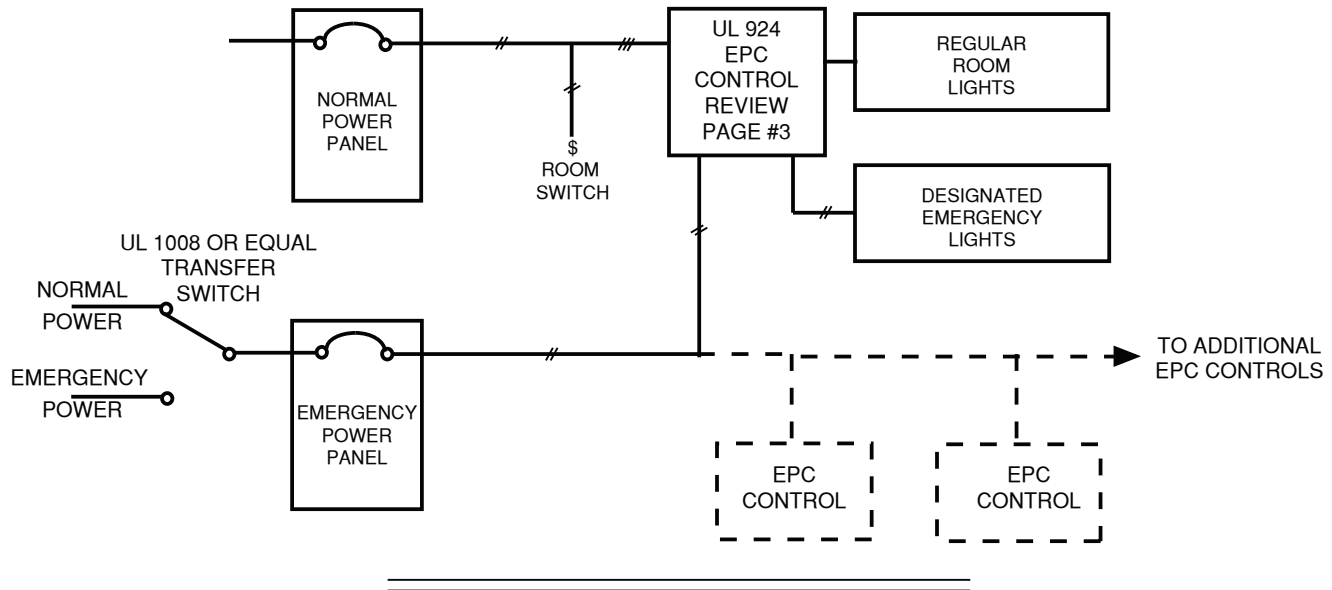 UL 924
EPC
CONTROL
REVIEW
PAGE #3
REGULAR
ROOM
LIGHTS
NORMAL
POWER
PANEL
$
ROOM
SWITCH
DESIGNATED
EMERGENCY
LIGHTS
UL 1008 OR EQUAL
TRANSFER
SWITCH
NORMAL
POWER
EMERGENCY
POWER
EMERGENCY
POWER
PANEL
TO ADDITIONAL
EPC CONTROLS
EPC
CONTROL
EPC
CONTROL